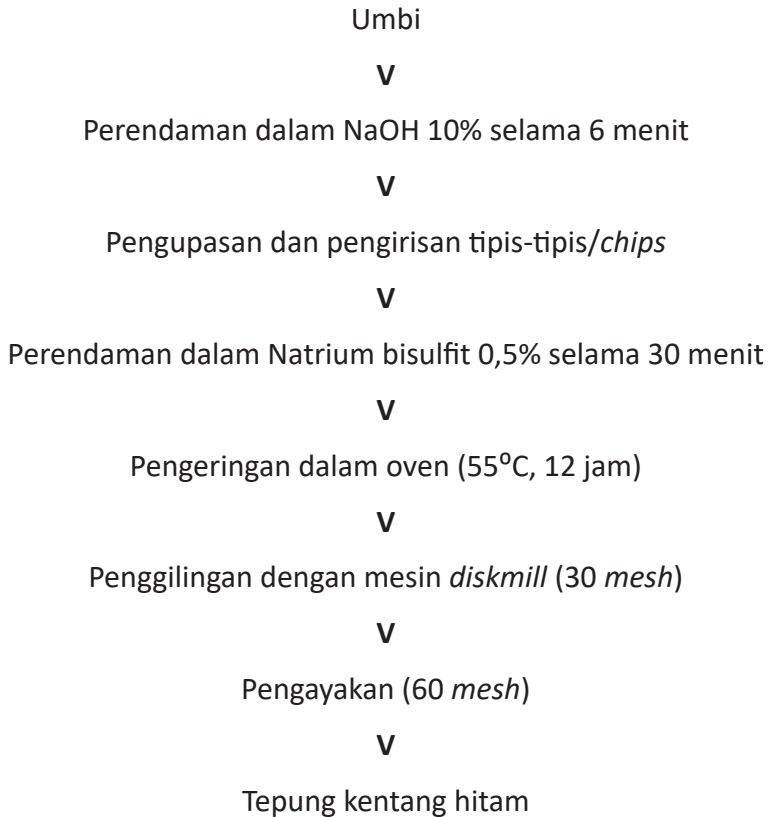 Umbi
V
Perendaman dalam NaOH 10% selama 6 menit
V
Pengupasan dan pengirisan tipis-tipis/chips
V
Perendaman dalam Natrium bisulfit 0,5% selama 30 menit
V
Pengeringan dalam oven (55⁰C, 12 jam)
V
Penggilingan dengan mesin diskmill (30 mesh)
V
Pengayakan (60 mesh)
V
Tepung kentang hitam